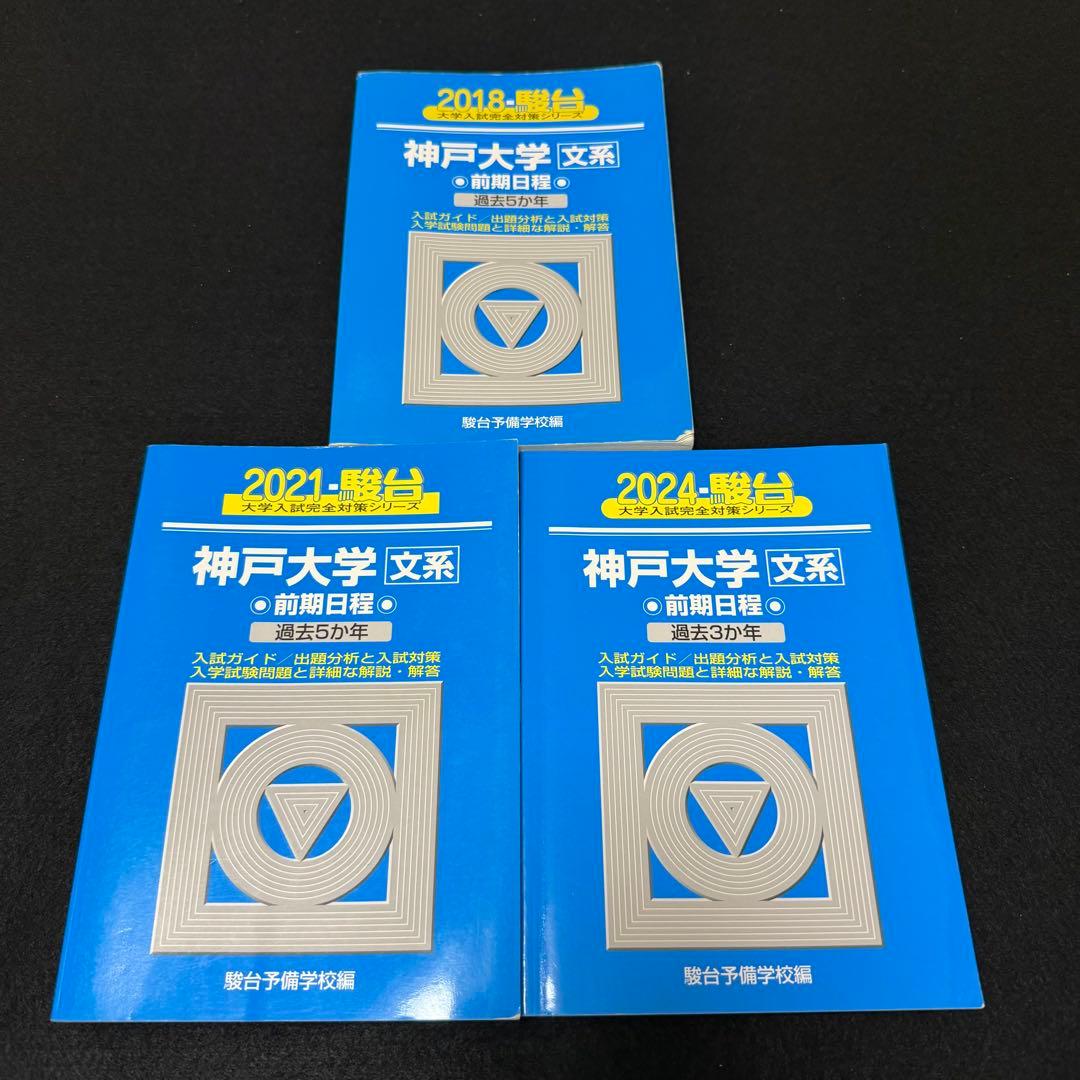 2018-駿台
大学入試完全対策シリーズ
神戸大学 文系
前期日程
過去5か年
入試ガイド/出題分析と入試対策
入学試験問題と詳細な解説・解答
駿台予備学校編
2021-駿台
大学入試完全対策シリーズ
神戸大学 文系
前期日程
過去5か年
入試ガイド/出題分析と入試対策
入学試験問題と詳細な解説・解答
駿台予備学校編
2024-駿台
大学入試完全対策シリーズ
神戸大学 文系
前期日程
過去3か年
入試ガイド/出題分析と入試対策
入学試験問題と詳細な解説・解答
駿台予備学校編